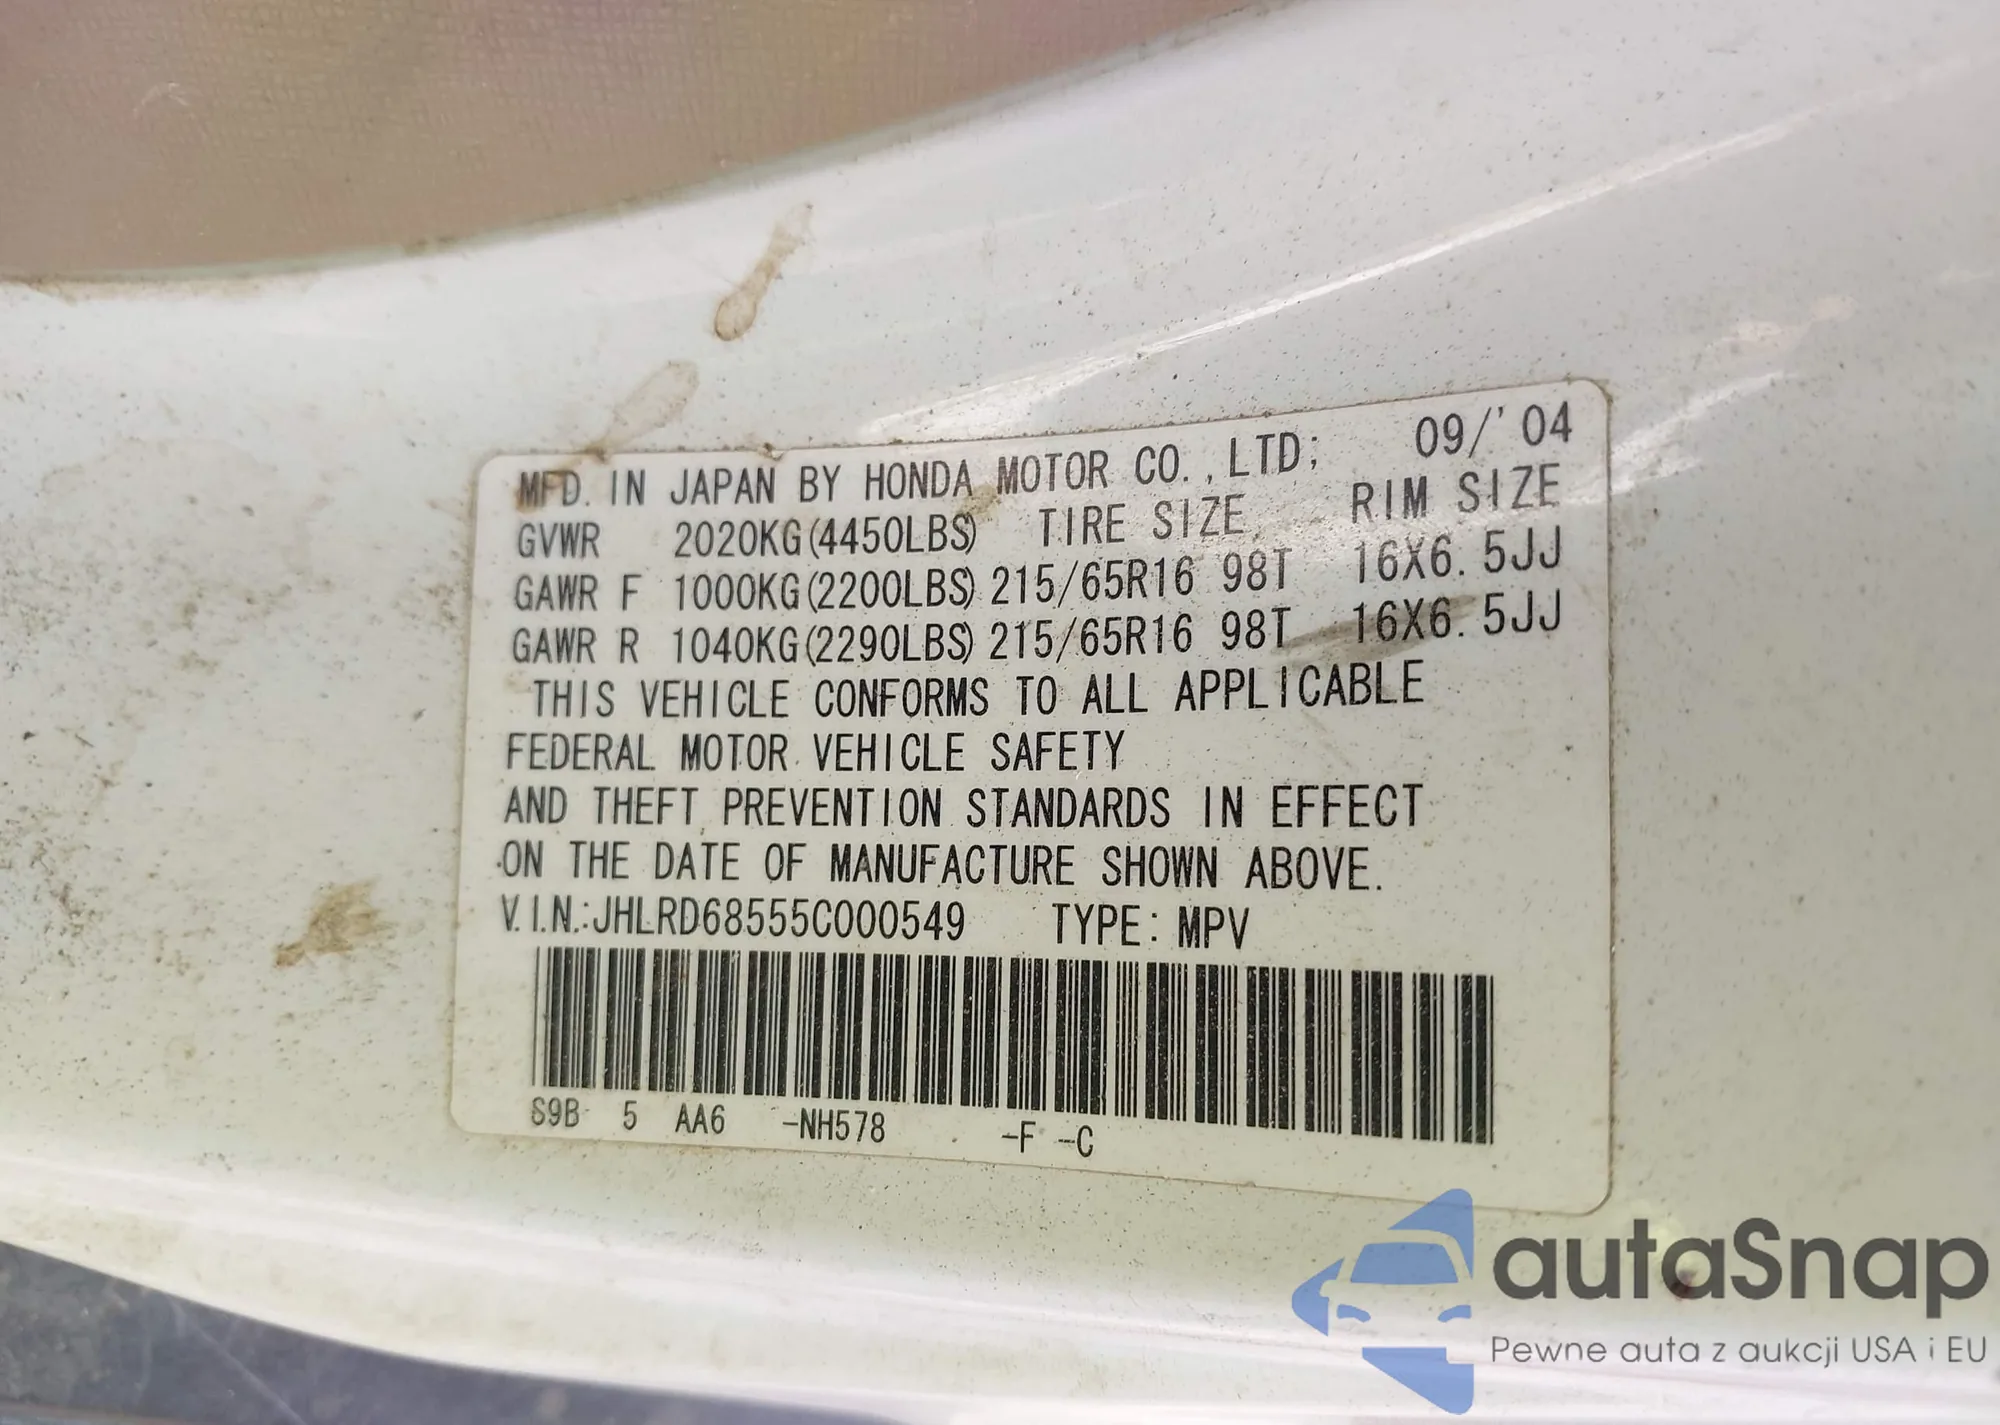 MFD. IN JAPAN BY HONDA MOTOR CO.,LTD; 09/'04
GVWR 2020KG(4450LBS) TIRE SIZE RIM SIZE
GAWR F 1000KG(2200LBS) 215/65R16 98T 16X6.5JJ
GAWR R 1040KG(2290LBS) 215/65R16 98T 16X6.5JJ
THIS VEHICLE CONFORMS TO ALL APPLICABLE
FEDERAL MOTOR VEHICLE SAFETY
AND THEFT PREVENTION STANDARDS IN EFFECT
ON THE DATE OF MANUFACTURE SHOWN ABOVE.
V.I.N.:JHLRD68555C000549 TYPE: MPV
S9B 5 AA6 -NH578 -F -C
autaSnap
Pewne auta z aukcji USA i EU